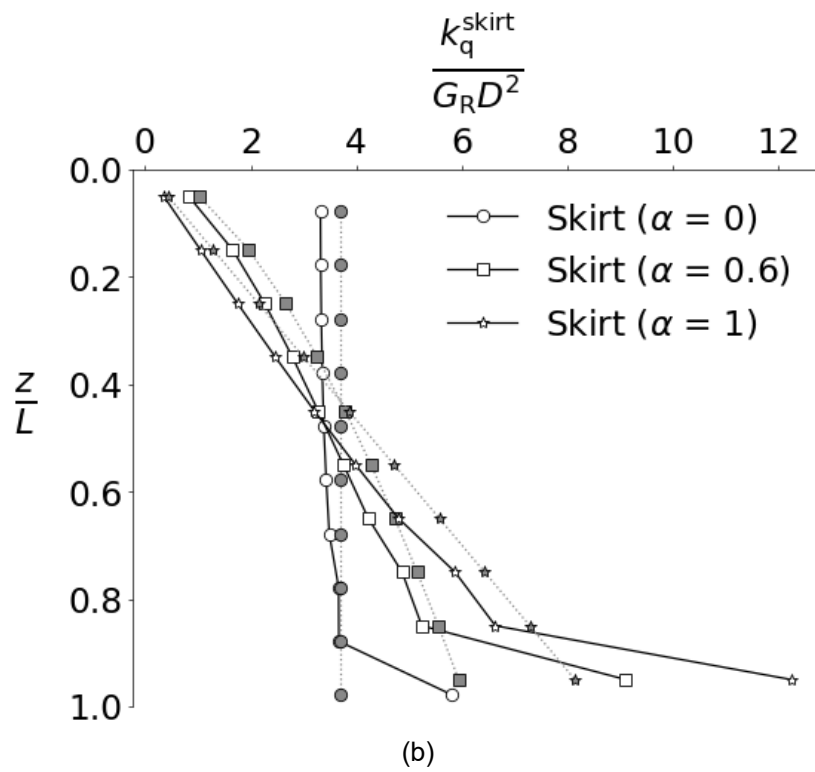 k_q^skirt
G_R D^2
0 2 4 6 8 10 12
0.0
Skirt (α = 0)
0.2
Skirt (α = 0.6)
Skirt (α = 1)
z
L
0.4
0.6
0.8
1.0
(b)